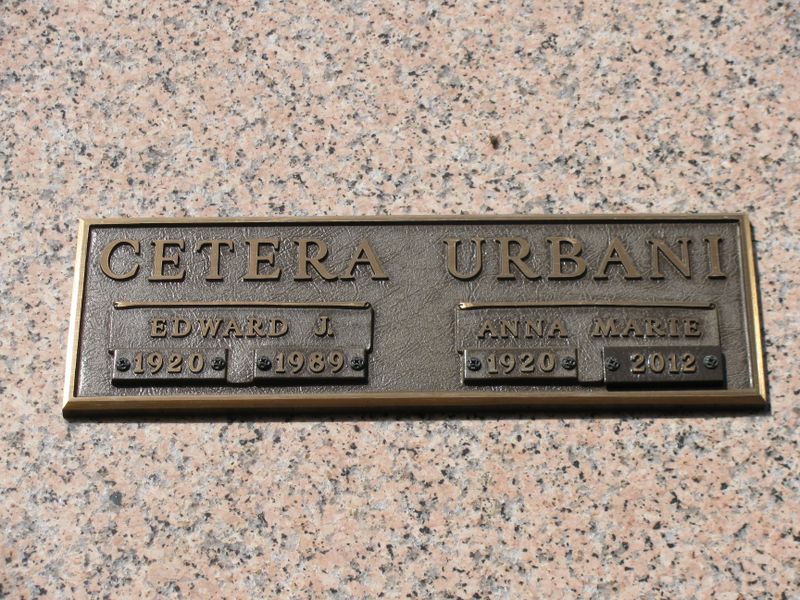 CETERA URBANI
EDWARD J. ANNA MARIE
1920 1989 1920 2012